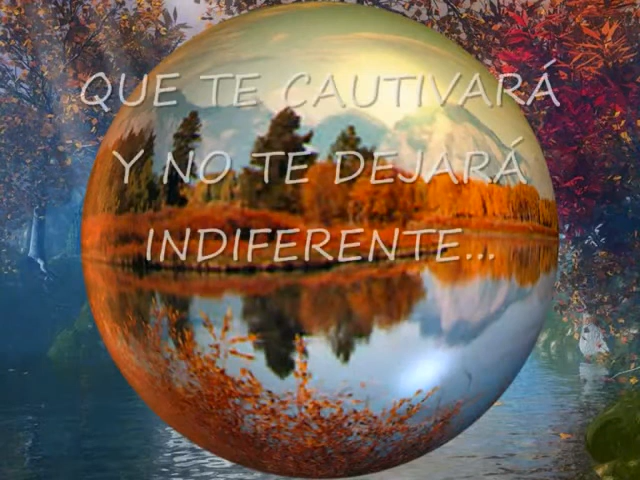 QUE TE CAUTIVARÁ
Y NO TE DEJARÁ
INDIFERENTE...